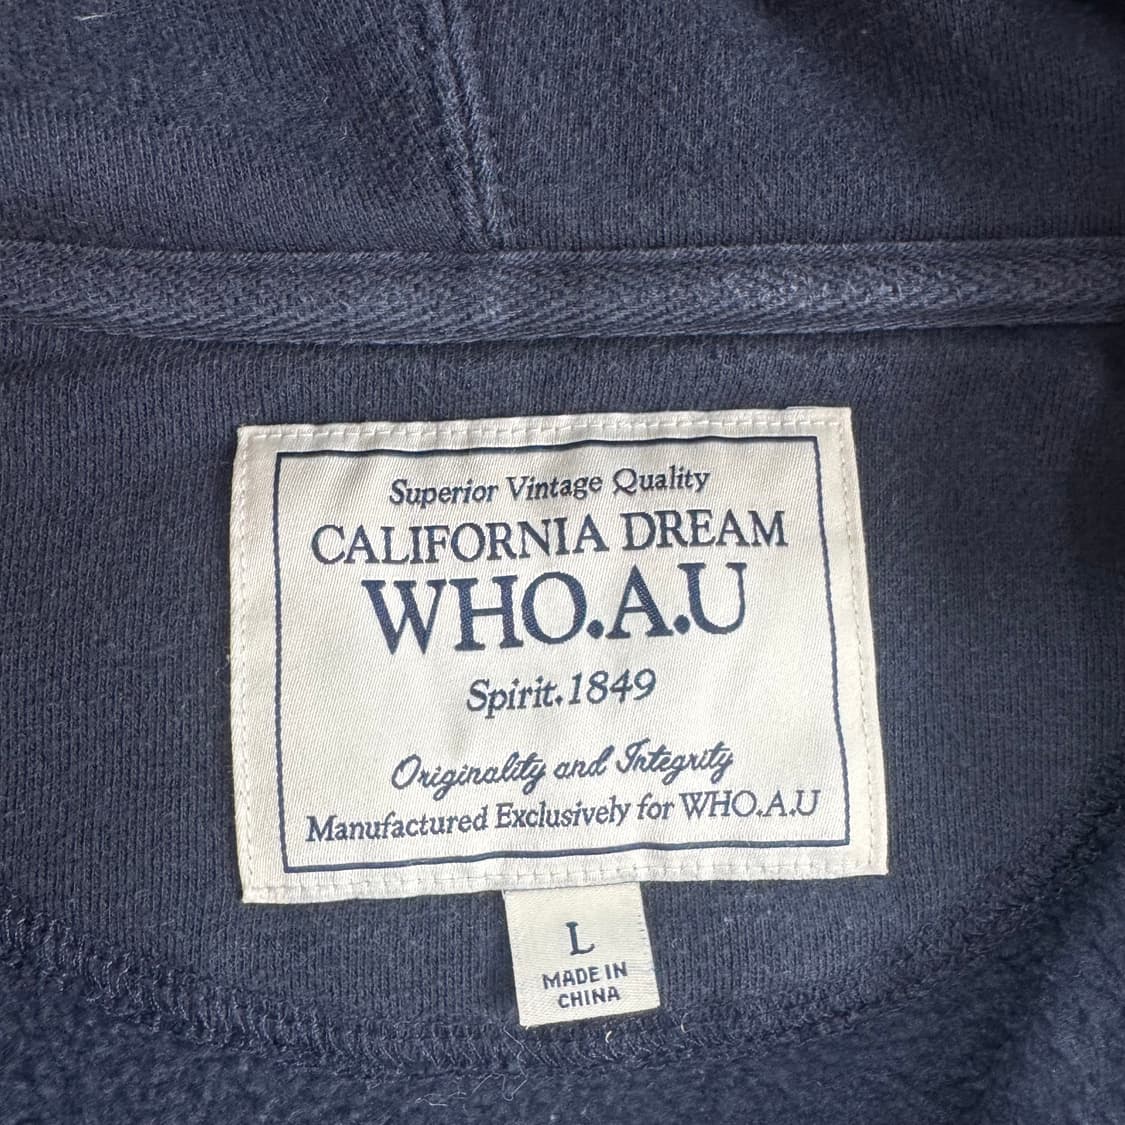 Superior Vintage Quality
CALIFORNIA DREAM
WHO.A.U
Spirit.1849
Originality and Integrity
Manufactured Exclusively for WHO.A.U
L
MADE IN
CHINA